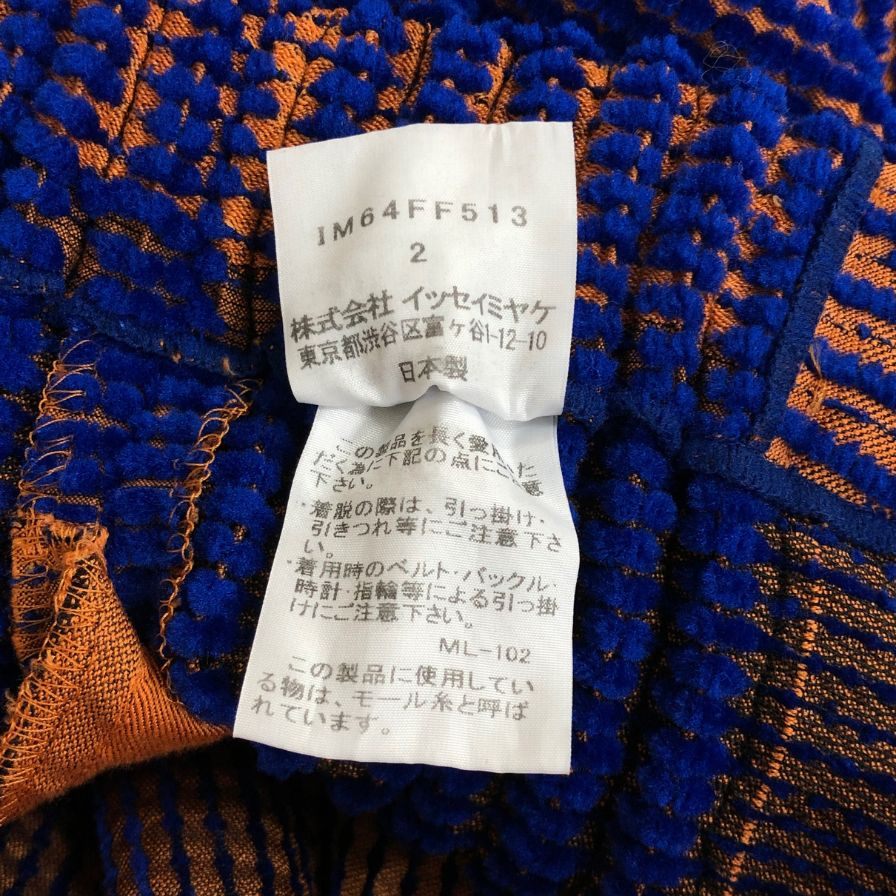 IM64FF513
2
株式会社 イッセイミヤケ
東京都渋谷区富ヶ谷1-12-10
日本製
この製品を長く愛用いた
だく為に下記の点にご注意
下さい。
・着脱の際は、引っ掛け・
引きつれ等にご注意下さ
い。
・着用時のベルト・バックル・
時計・指輪等による引っ掛
けにご注意下さい。
ML-102
この製品に使用してい
る物は、モール糸と呼ば
れています。